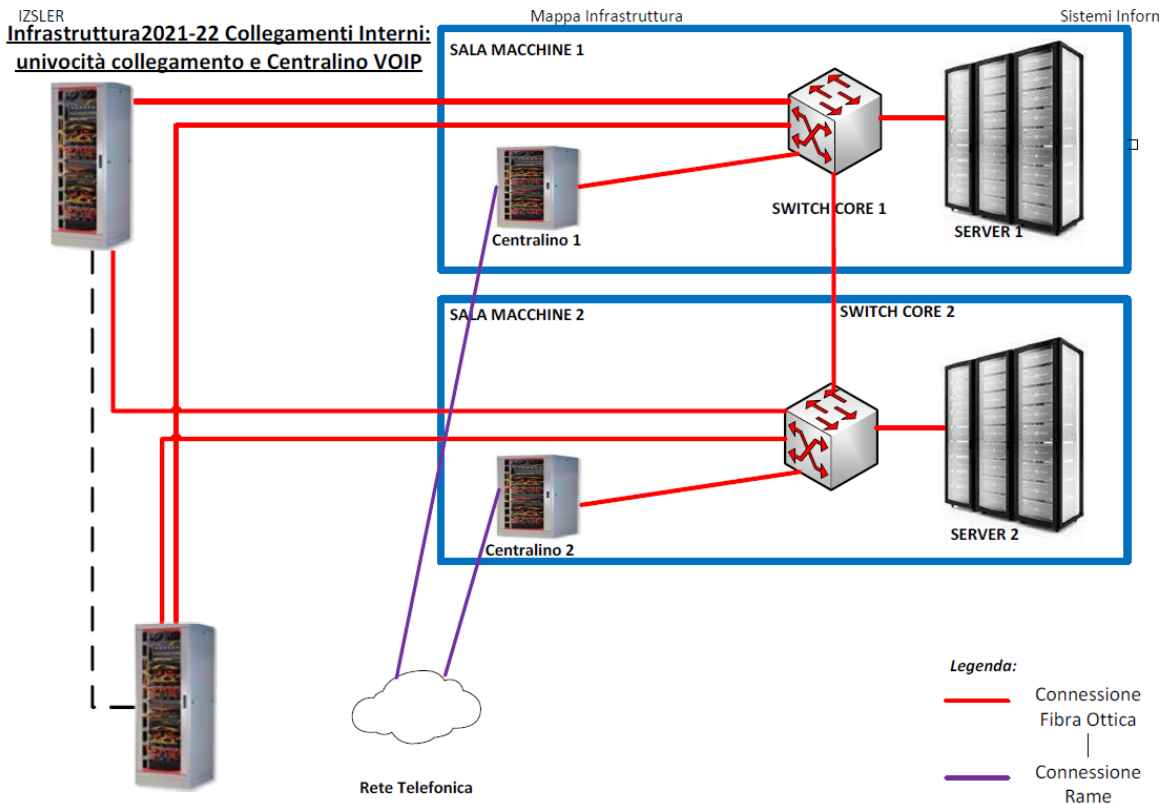 IZSLER
Mappa Infrastruttura
Sistemi Inforn
Infrastruttura2021-22 Collegamenti Interni:
univocità collegamento e Centralino VOIP
SALA MACCHINE 1
SWITCH CORE 1
Centralino 1
SERVER 1
SALA MACCHINE 2
SWITCH CORE 2
Centralino 2
SERVER 2
Legenda:
Connessione
Fibra Ottica
Connessione
Rame
Rete Telefonica